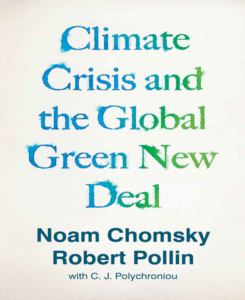 Climate
Crisis and
the Global
Green New
Deal
Noam Chomsky
Robert Pollin
with C. J. Polychroniou